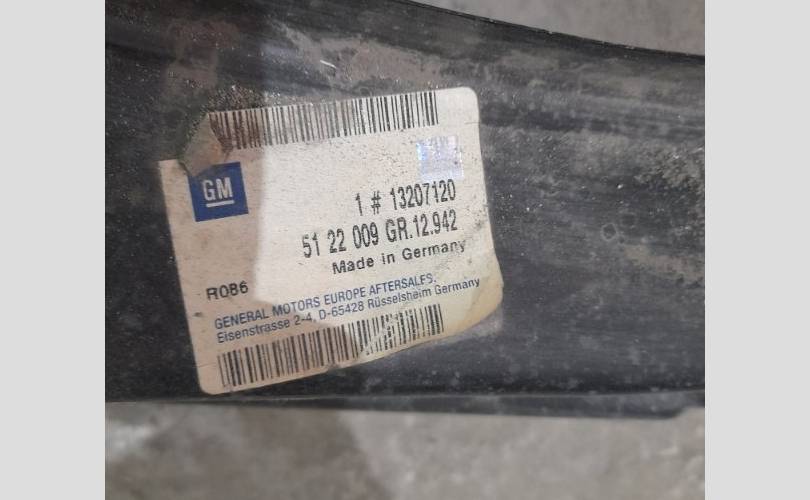 GM
1 # 13207120
51 22 009 GR.12.942
Made in Germany
R086
GENERAL MOTORS EUROPE AFTERSALES.
Eisenstrasse 2-4, D-65428 Rüsselsheim Germany